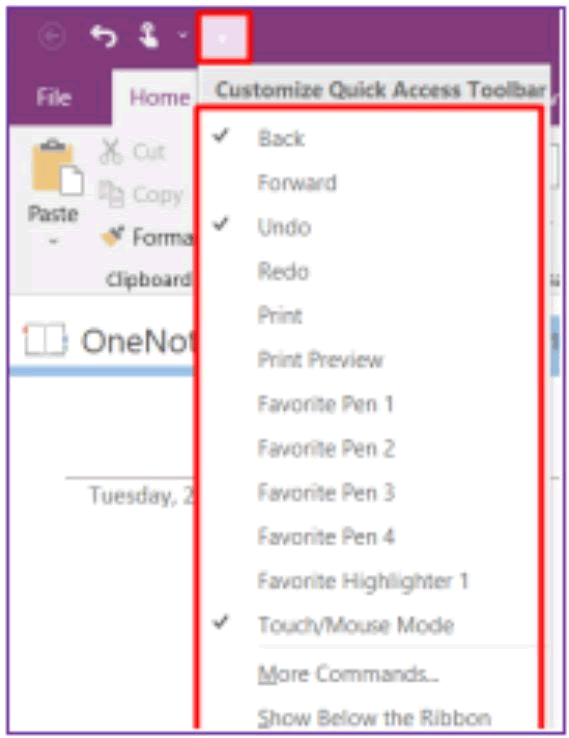 File
Home
Customize Quick Access Toolbar
Cut
Copy
Paste
Forma
Clipboard
OneNot
Tuesday, 2
Back
Forward
Undo
Redo
Print
Print Preview
Favorite Pen 1
Favorite Pen 2
Favorite Pen 3
Favorite Pen 4
Favorite Highlighter 1
Touch/Mouse Mode
More Commands...
Show Below the Ribbon